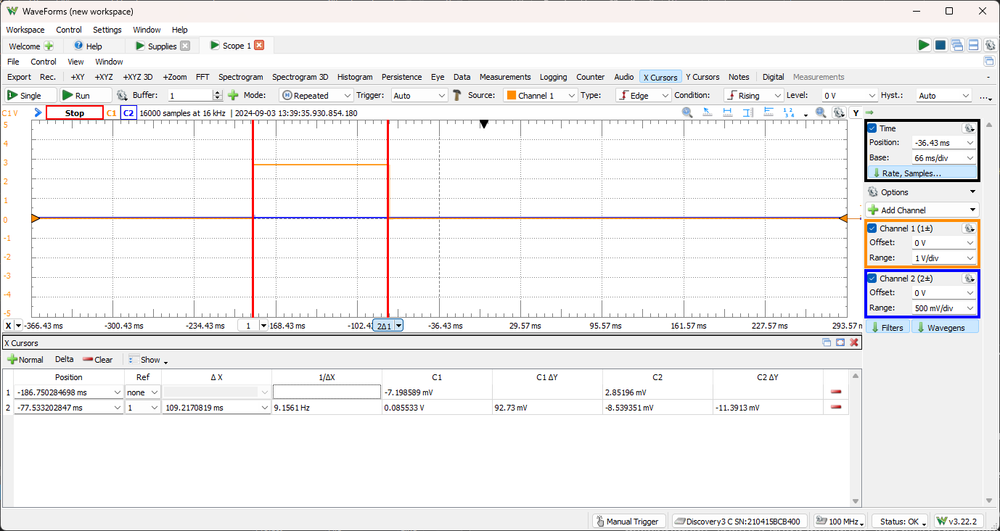 WaveForms (new workspace)
Workspace Control Settings Window Help
Welcome Help Supplies Scope 1
File Control View Window
Export Rec. +XY +XYZ +XYZ 3D +Zoom FFT Spectrogram Spectrogram 3D Histogram Persistence Eye Data Measurements Logging Counter Audio X Cursors Y Cursors Notes Digital Measurements
Single Run Buffer: 1 Mode: Repeated Trigger: Auto Source: Channel 1 Type: Edge Condition: Rising Level: 0 V Hyst.: Auto ...
C1 V Stop C1 C2 16000 samples at 16 kHz | 2024-09-03 13:39:35.930.854.180 Y
5
4
3
2
1
0
-1
-2
-3
-4
-5
X -366.43 ms -300.43 ms -234.43 ms 1 168.43 ms -102.43 2Δ1 -36.43 ms 29.57 ms 95.57 ms 161.57 ms 227.57 ms 293.57 m
Time
Position: -36.43 ms
Base: 66 ms/div
Rate, Samples...
Options
Add Channel
Channel 1 (1±)
Offset: 0 V
Range: 1 V/div
Channel 2 (2±)
Offset: 0 V
Range: 500 mV/div
Filters Wavegens
X Cursors
Normal Delta Clear Show
Position Ref Δ X 1/ΔX C1 C1 ΔY C2 C2 ΔY
1 -186.750284698 ms none -7.198589 mV 2.85196 mV
2 -77.533202847 ms 1 109.2170819 ms 9.1561 Hz 0.085533 V 92.73 mV -8.539351 mV -11.3913 mV
Manual Trigger Discovery3 C SN:210415BCB400 100 MHz Status: OK v3.22.2